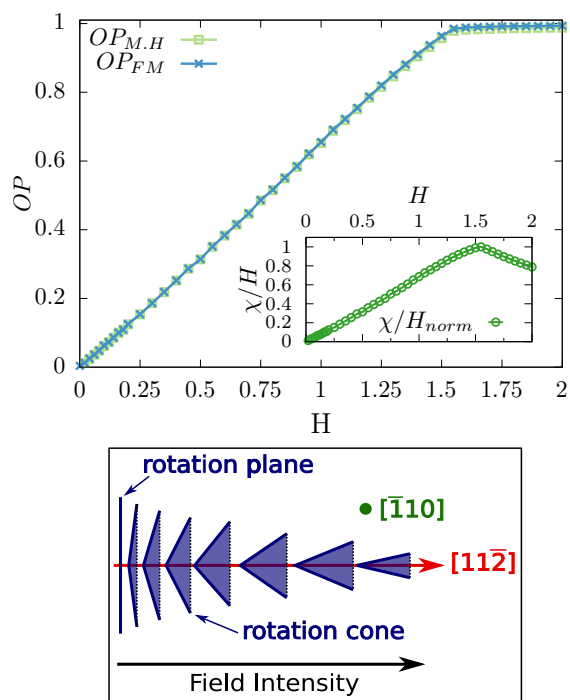 1
0.8
0.6
0.4
0.2
0
OP
OP_{M.H}
OP_{FM}
0 0.25 0.5 0.75 1 1.25 1.5 1.75 2
H
H
0 0.5 1 1.5 2
1
0.8
0.6
0.4
0.2
χ/H
χ/H_{norm}
rotation plane
[1̅10]
[112̅]
rotation cone
Field Intensity